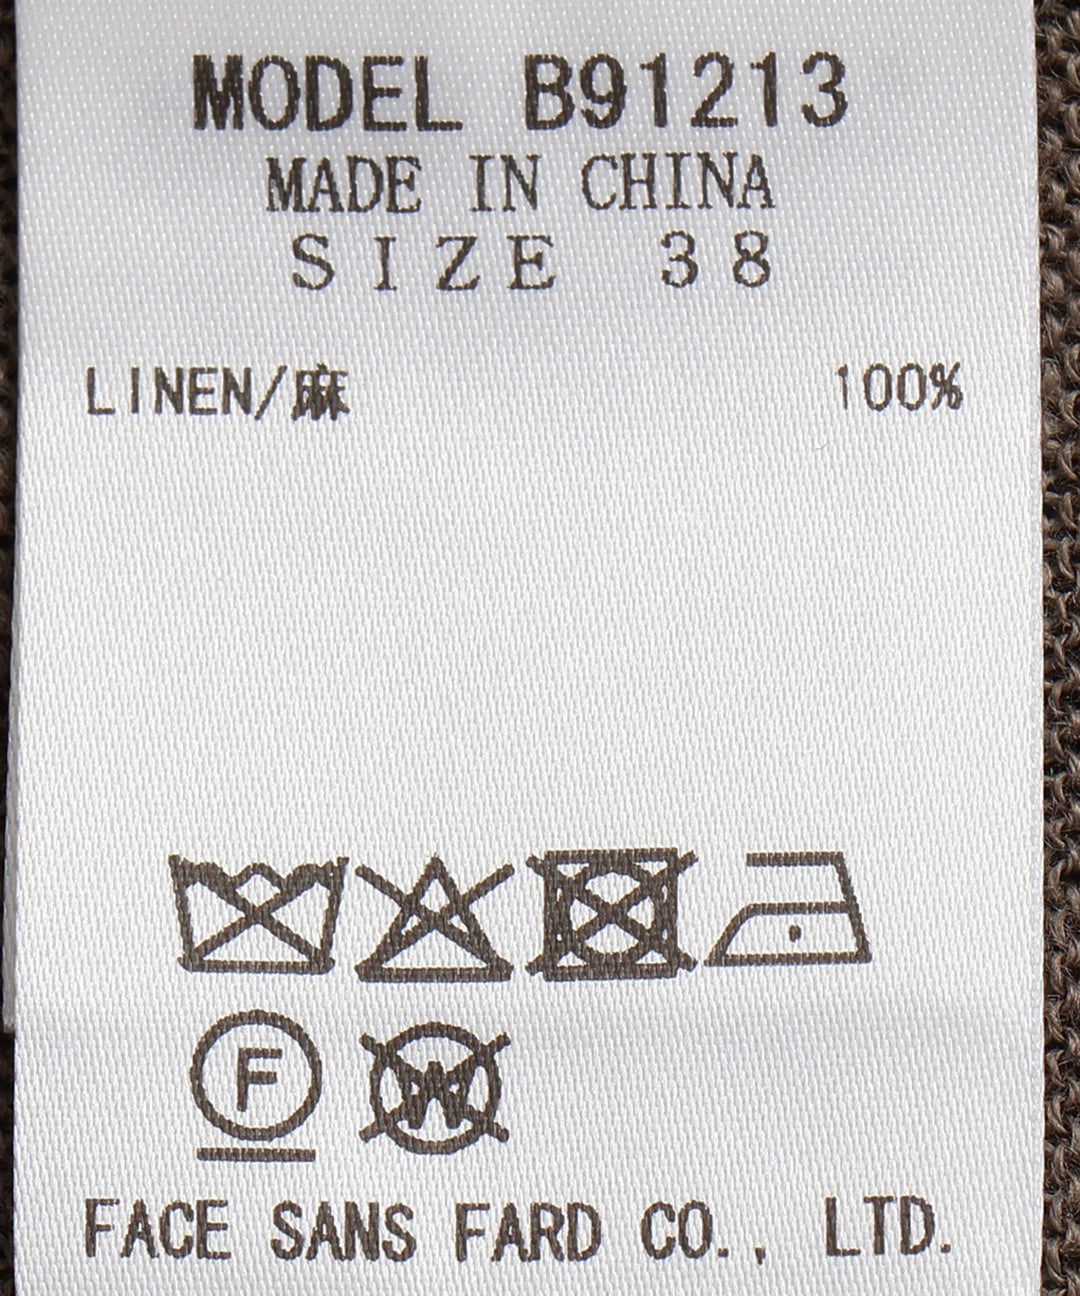 MODEL B91213
MADE IN CHINA
SIZE 38
LINEN/麻 100%
F W
FACE SANS FARD CO., LTD.